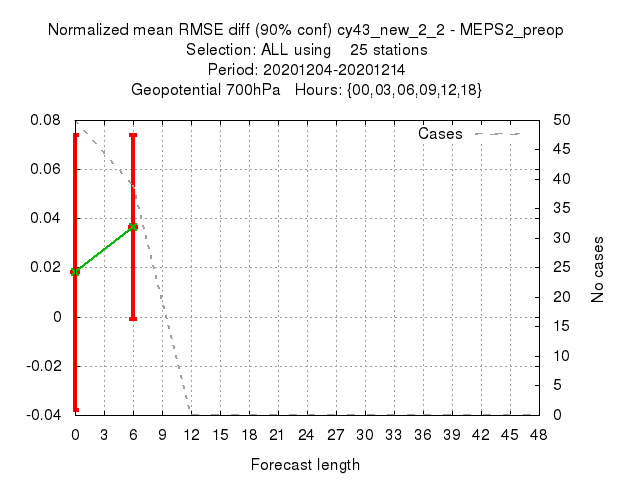 Normalized mean RMSE diff (90% conf) cy43_new_2_2 - MEPS2_preop
Selection: ALL using 25 stations
Period: 20201204-20201214
Geopotential 700hPa Hours: {00,03,06,09,12,18}
Cases
0.08
0.06
0.04
0.02
0
-0.02
-0.04
50
45
40
35
30
25
20
15
10
5
0
No cases
0 3 6 9 12 15 18 21 24 27 30 33 36 39 42 45 48
Forecast length